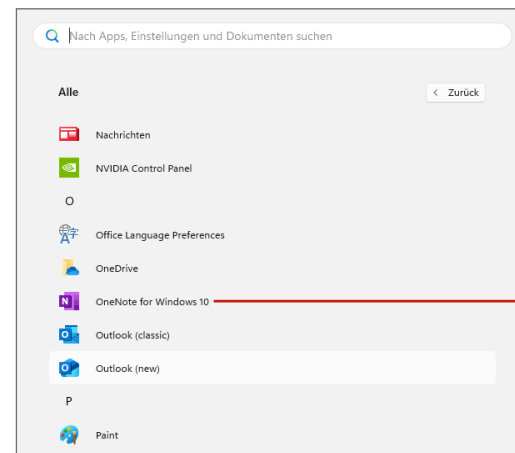 Nach Apps, Einstellungen und Dokumenten suchen
Alle
Zurück
Nachrichten
NVIDIA Control Panel
O
Office Language Preferences
OneDrive
OneNote for Windows 10
Outlook (classic)
Outlook (new)
P
Paint